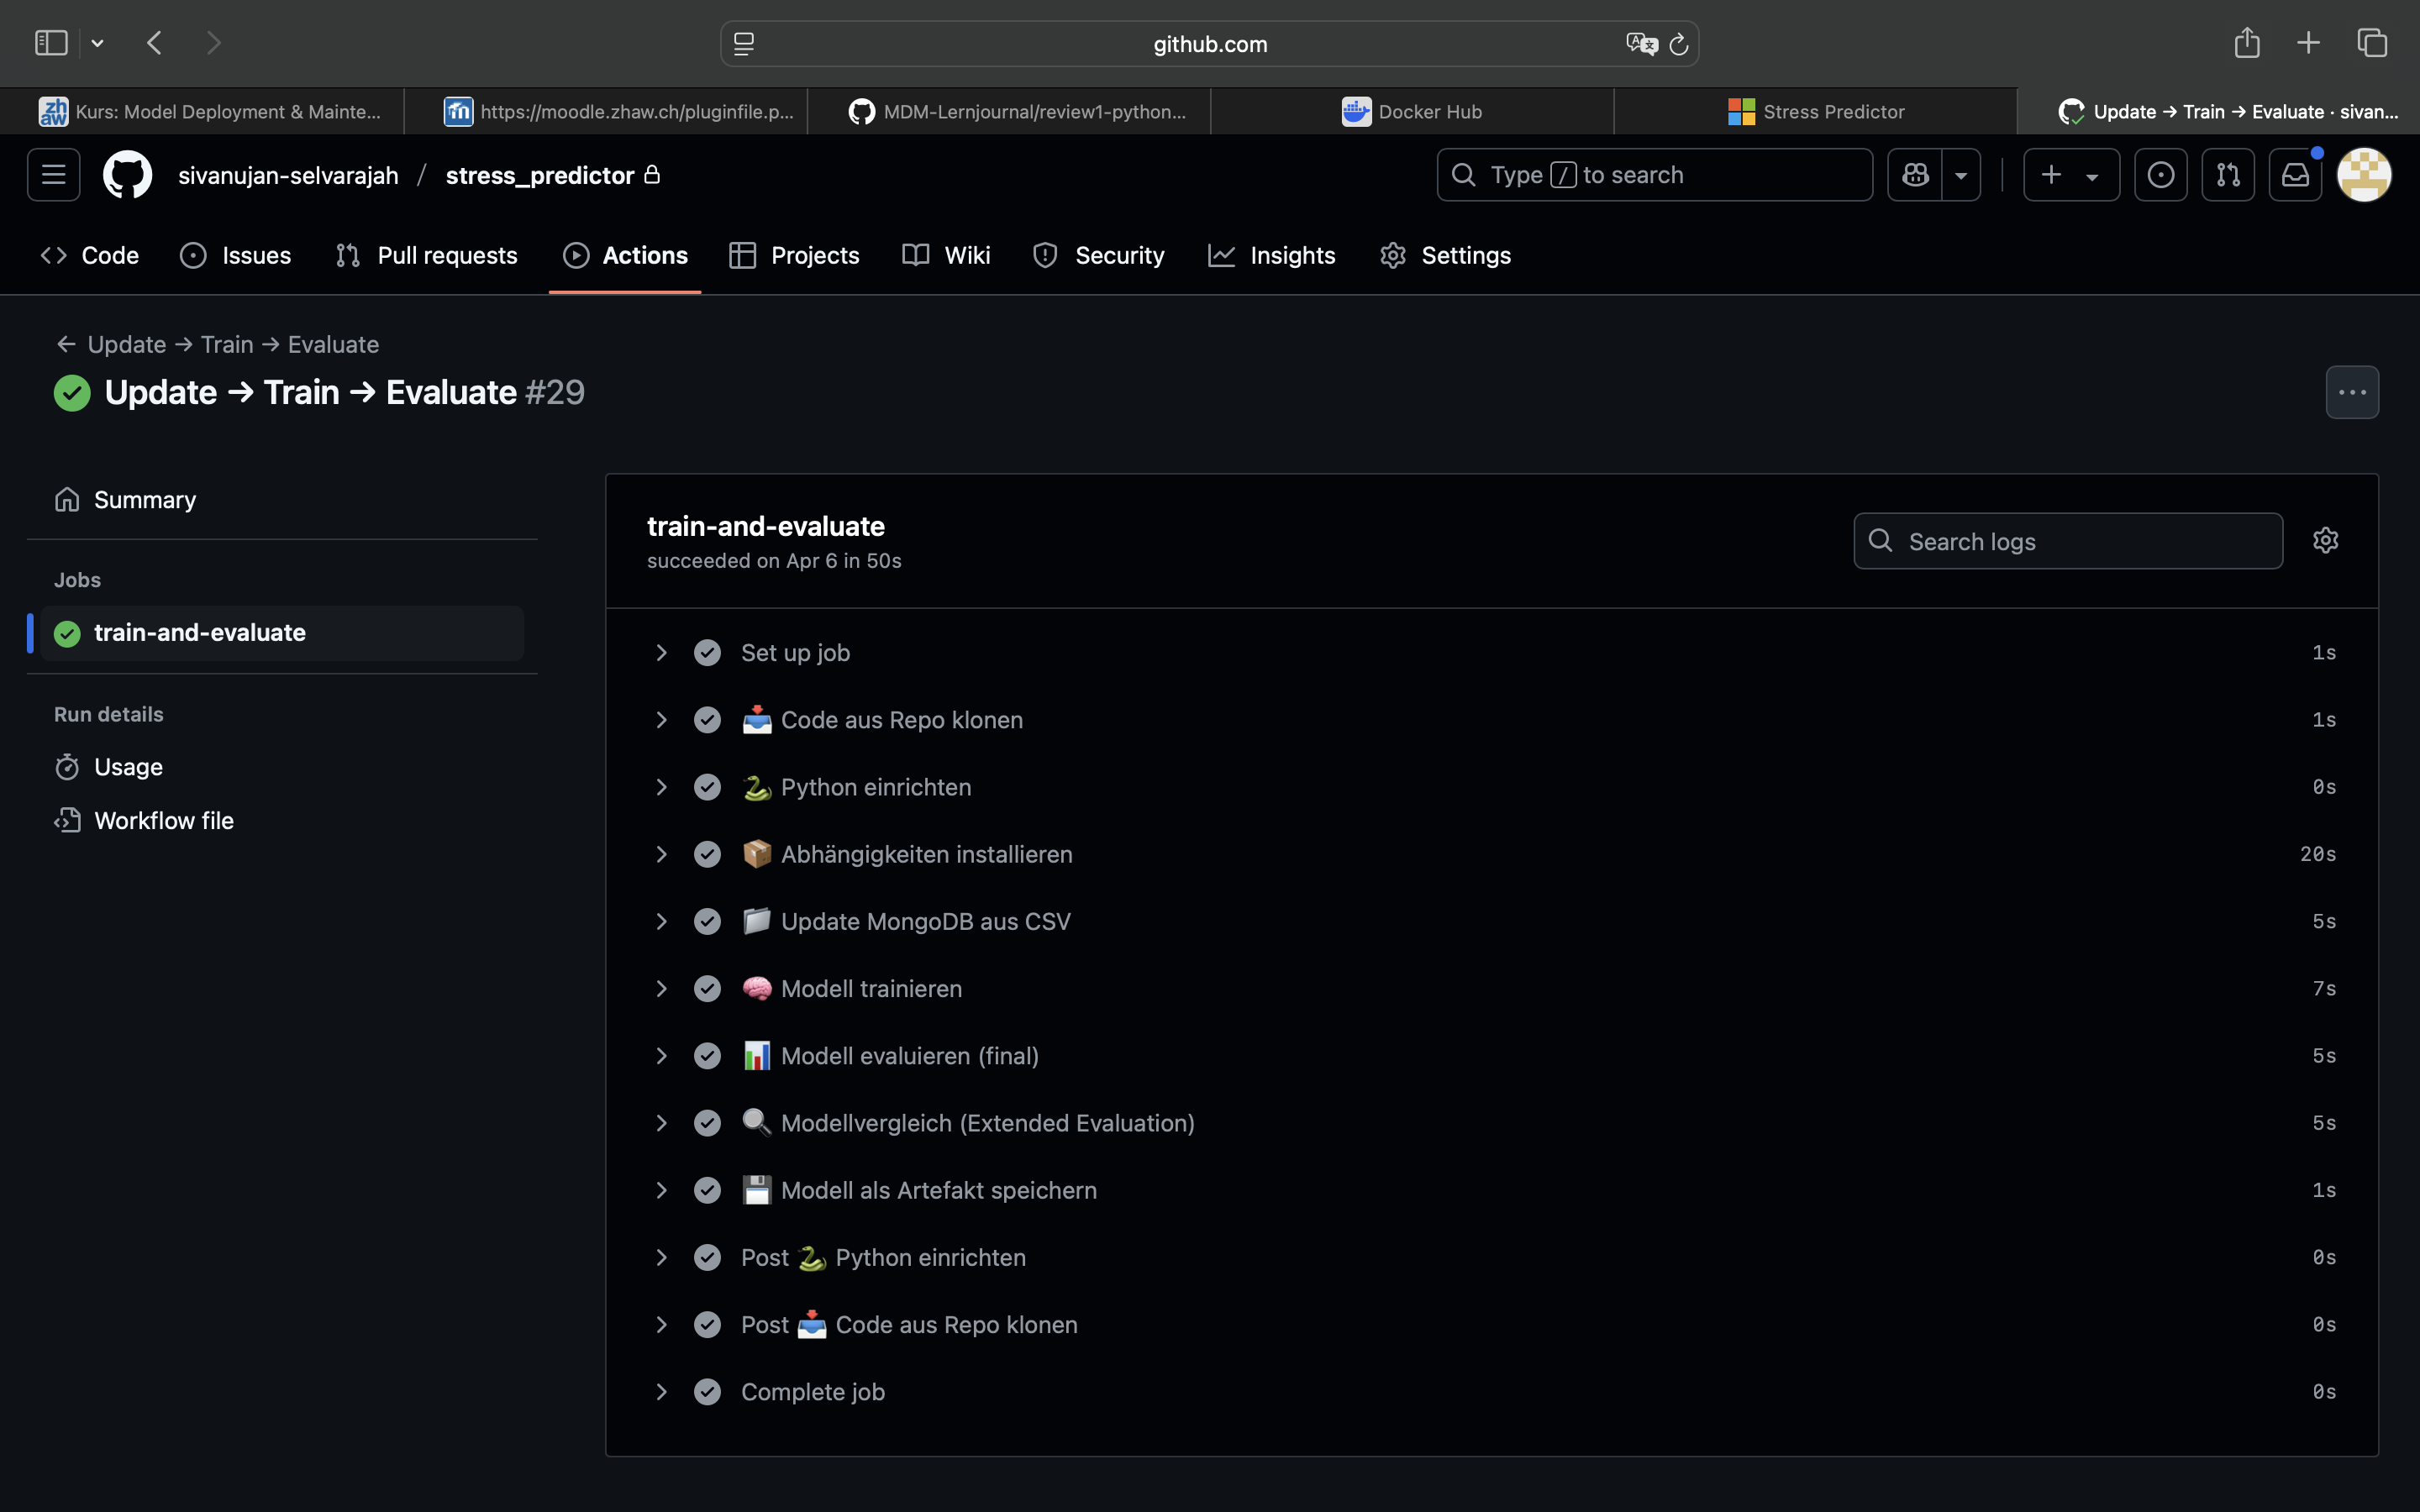 github.com
zh aw Kurs: Model Deployment & Mainte...
m https://moodle.zhaw.ch/pluginfile.p...
MDM-Lernjournal/review1-python...
Docker Hub
Stress Predictor
Update → Train → Evaluate · sivan...
sivanujan-selvarajah / stress_predictor
Type / to search
Code
Issues
Pull requests
Actions
Projects
Wiki
Security
Insights
Settings
← Update → Train → Evaluate
Update → Train → Evaluate #29
Summary
Jobs
train-and-evaluate
Run details
Usage
Workflow file
train-and-evaluate
succeeded on Apr 6 in 50s
Search logs
Set up job 1s
Code aus Repo klonen 1s
Python einrichten 0s
Abhängigkeiten installieren 20s
Update MongoDB aus CSV 5s
Modell trainieren 7s
Modell evaluieren (final) 5s
Modellvergleich (Extended Evaluation) 5s
Modell als Artefakt speichern 1s
Post 🐍 Python einrichten 0s
Post 📥 Code aus Repo klonen 0s
Complete job 0s